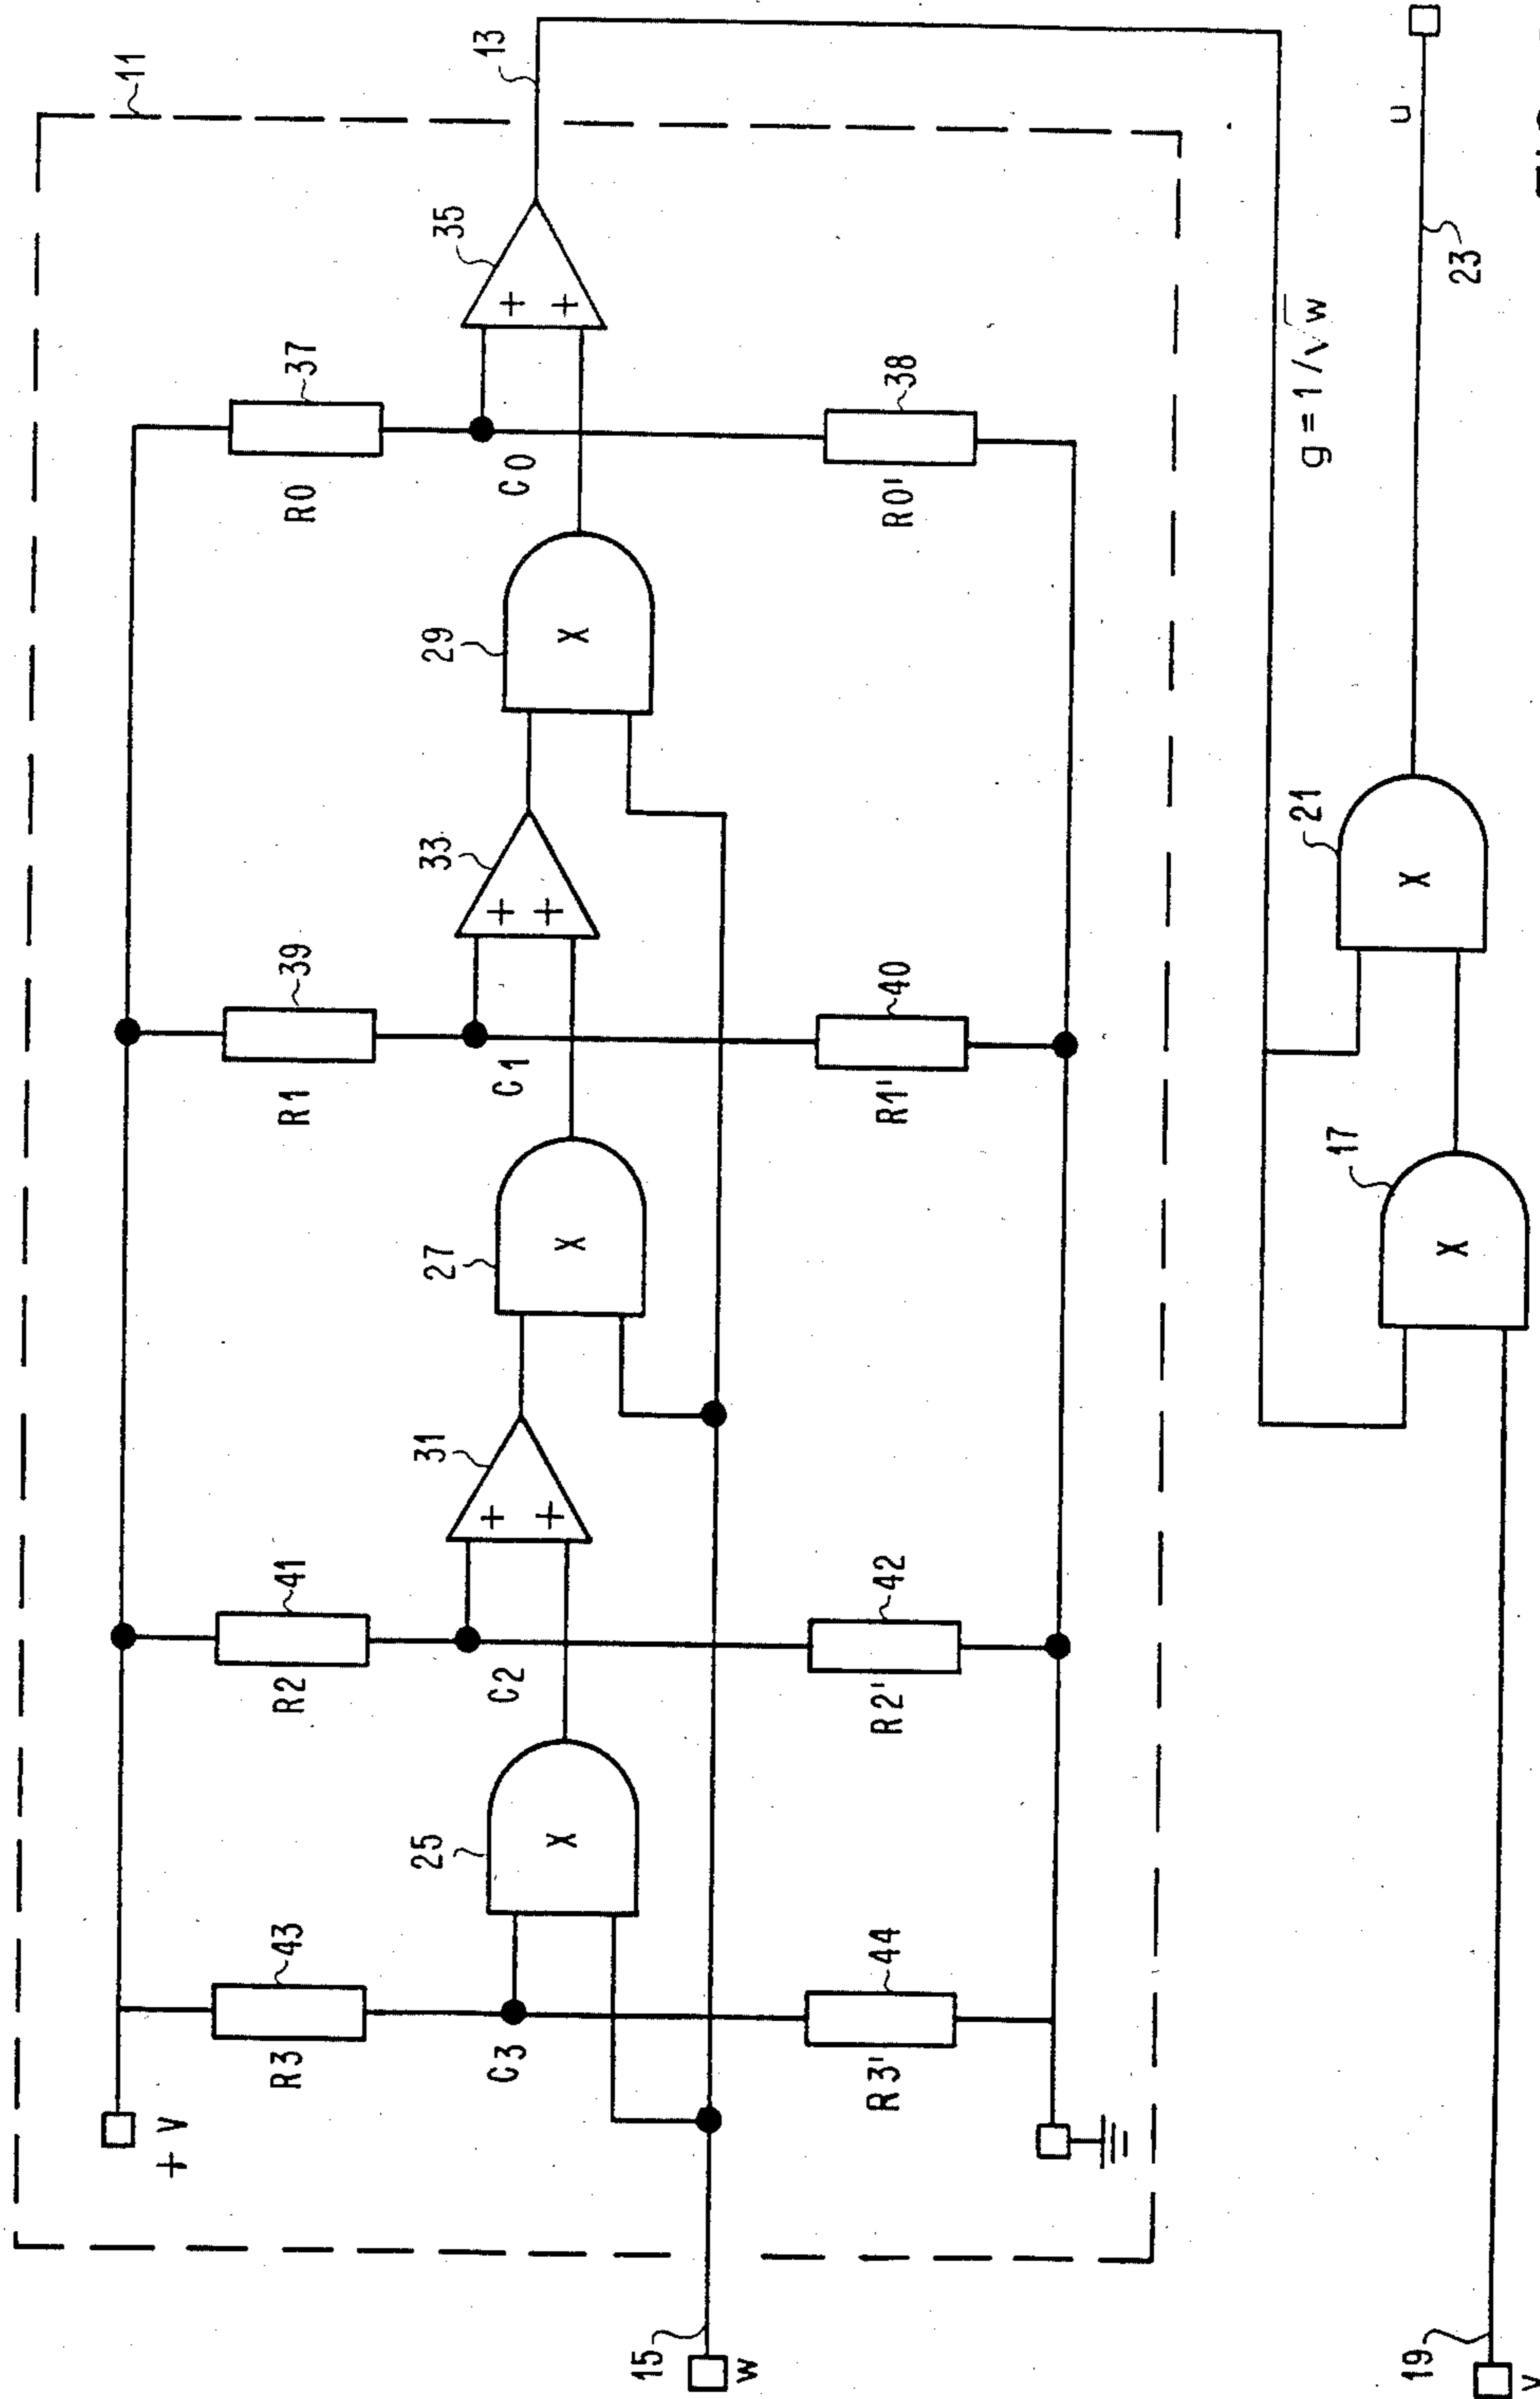 11
13
R0 37
R1 39
R2 41
R3 43
+V
35
+
+
C0
29
X
33
+
+
C1
27
X
31
+
+
C2
25
X
C3
R0' 38
R1' 40
R2' 42
R3' 44
15
w
g = 1/√w
21
X
17
X
u
23
19